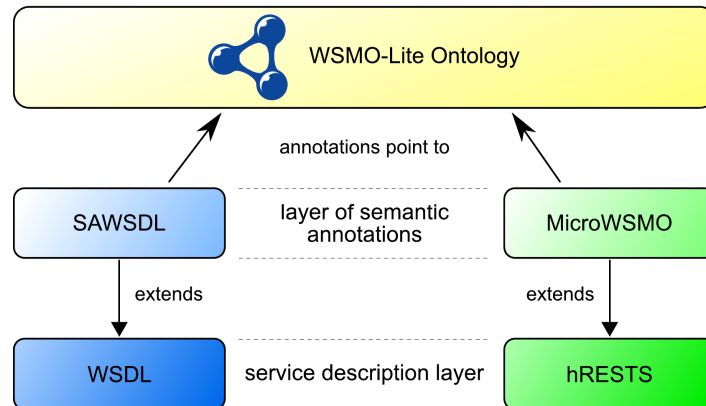 WSMO-Lite Ontology
annotations point to
SAWSDL
layer of semantic
annotations
MicroWSMO
extends
extends
WSDL
service description layer
hRESTS